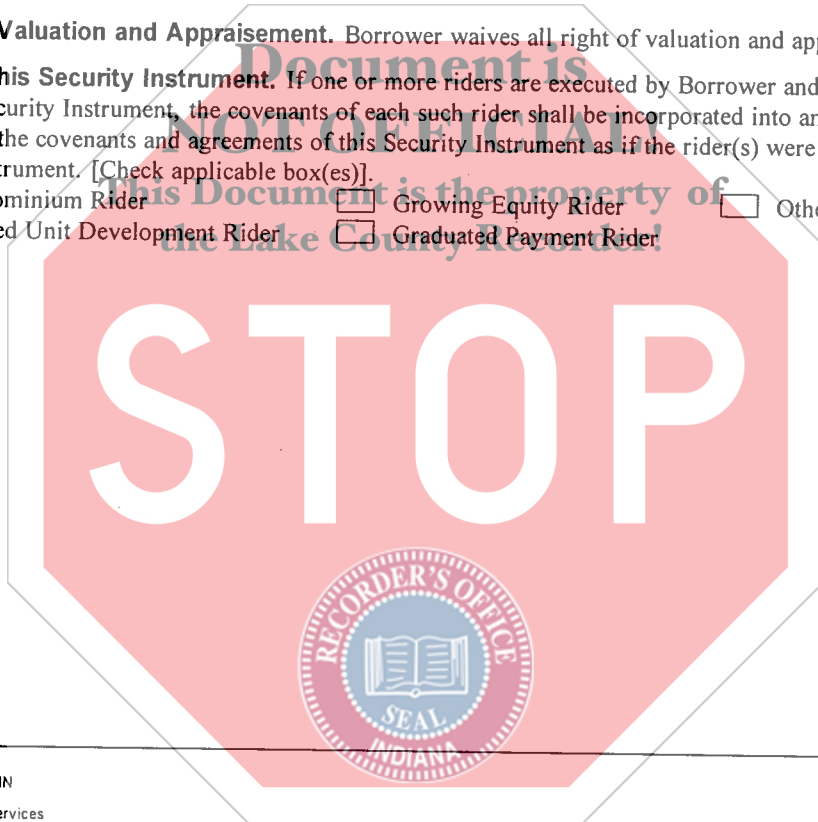 Valuation and Appraisement. Borrower waives all right of valuation and app
Document is
his Security Instrument. If one or more riders are executed by Borrower and
curity Instrument, the covenants of each such rider shall be incorporated into an
NOT OFFICIAL!
the covenants and agreements of this Security Instrument as if the rider(s) were
trument. [Check applicable box(es)].
This Document is the property of
ominium Rider Growing Equity Rider Othe
ed Unit Development Rider Graduated Payment Rider
the Lake County Recorder!
STOP
RECORDER'S OFFICE
SEAL
INDIANA
IN
ervices